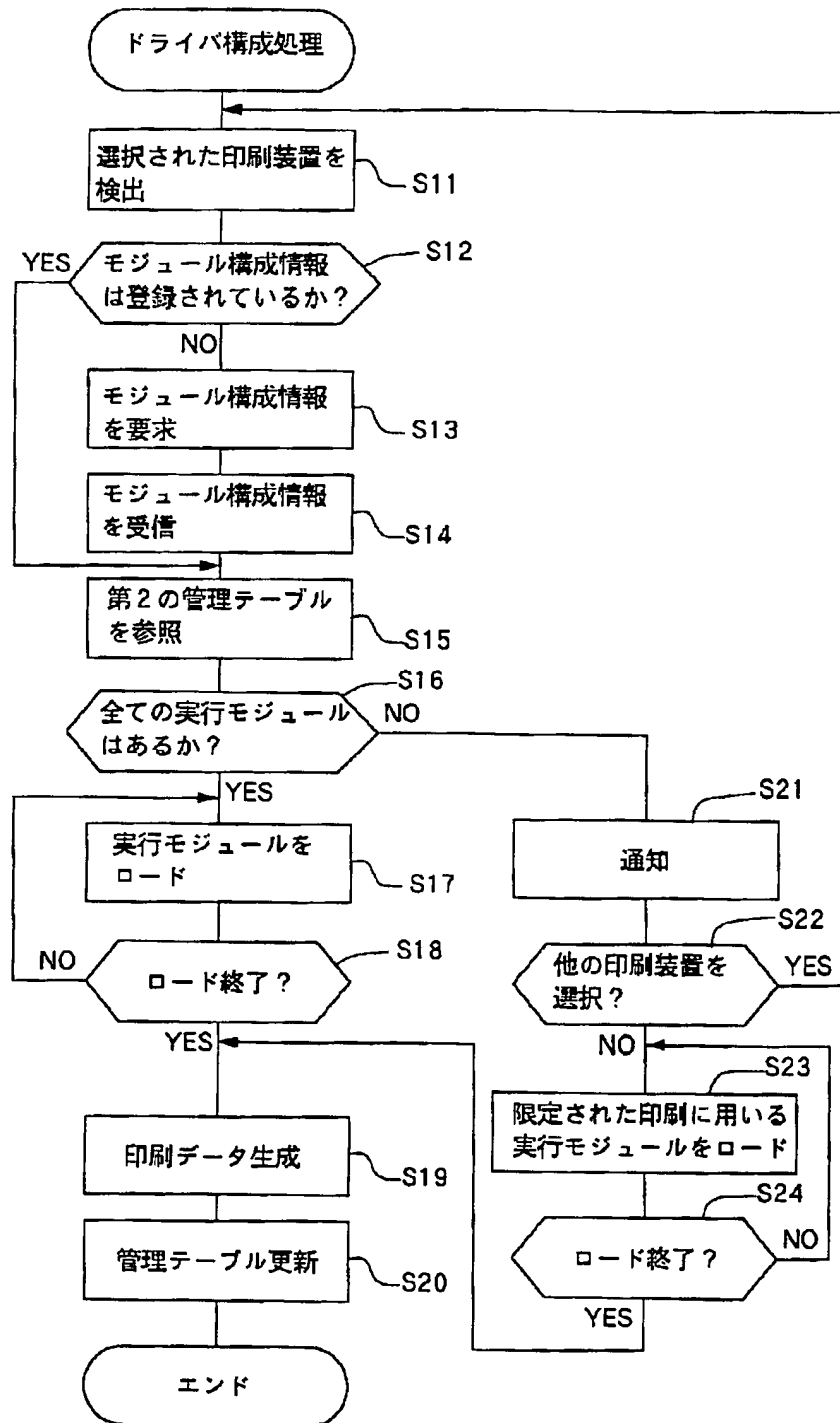 ドライバ構成処理
選択された印刷装置を
検出
S11
モジュール構成情報
は登録されているか?
S12
YES
NO
モジュール構成情報
を要求
S13
モジュール構成情報
を受信
S14
第2の管理テーブル
を参照
S15
全ての実行モジュール
はあるか?
S16
NO
YES
実行モジュールを
ロード
S17
ロード終了?
S18
NO
YES
印刷データ生成
S19
管理テーブル更新
S20
エンド
通知
S21
他の印刷装置を
選択?
S22
YES
NO
限定された印刷に用いる
実行モジュールをロード
S23
ロード終了?
S24
NO
YES